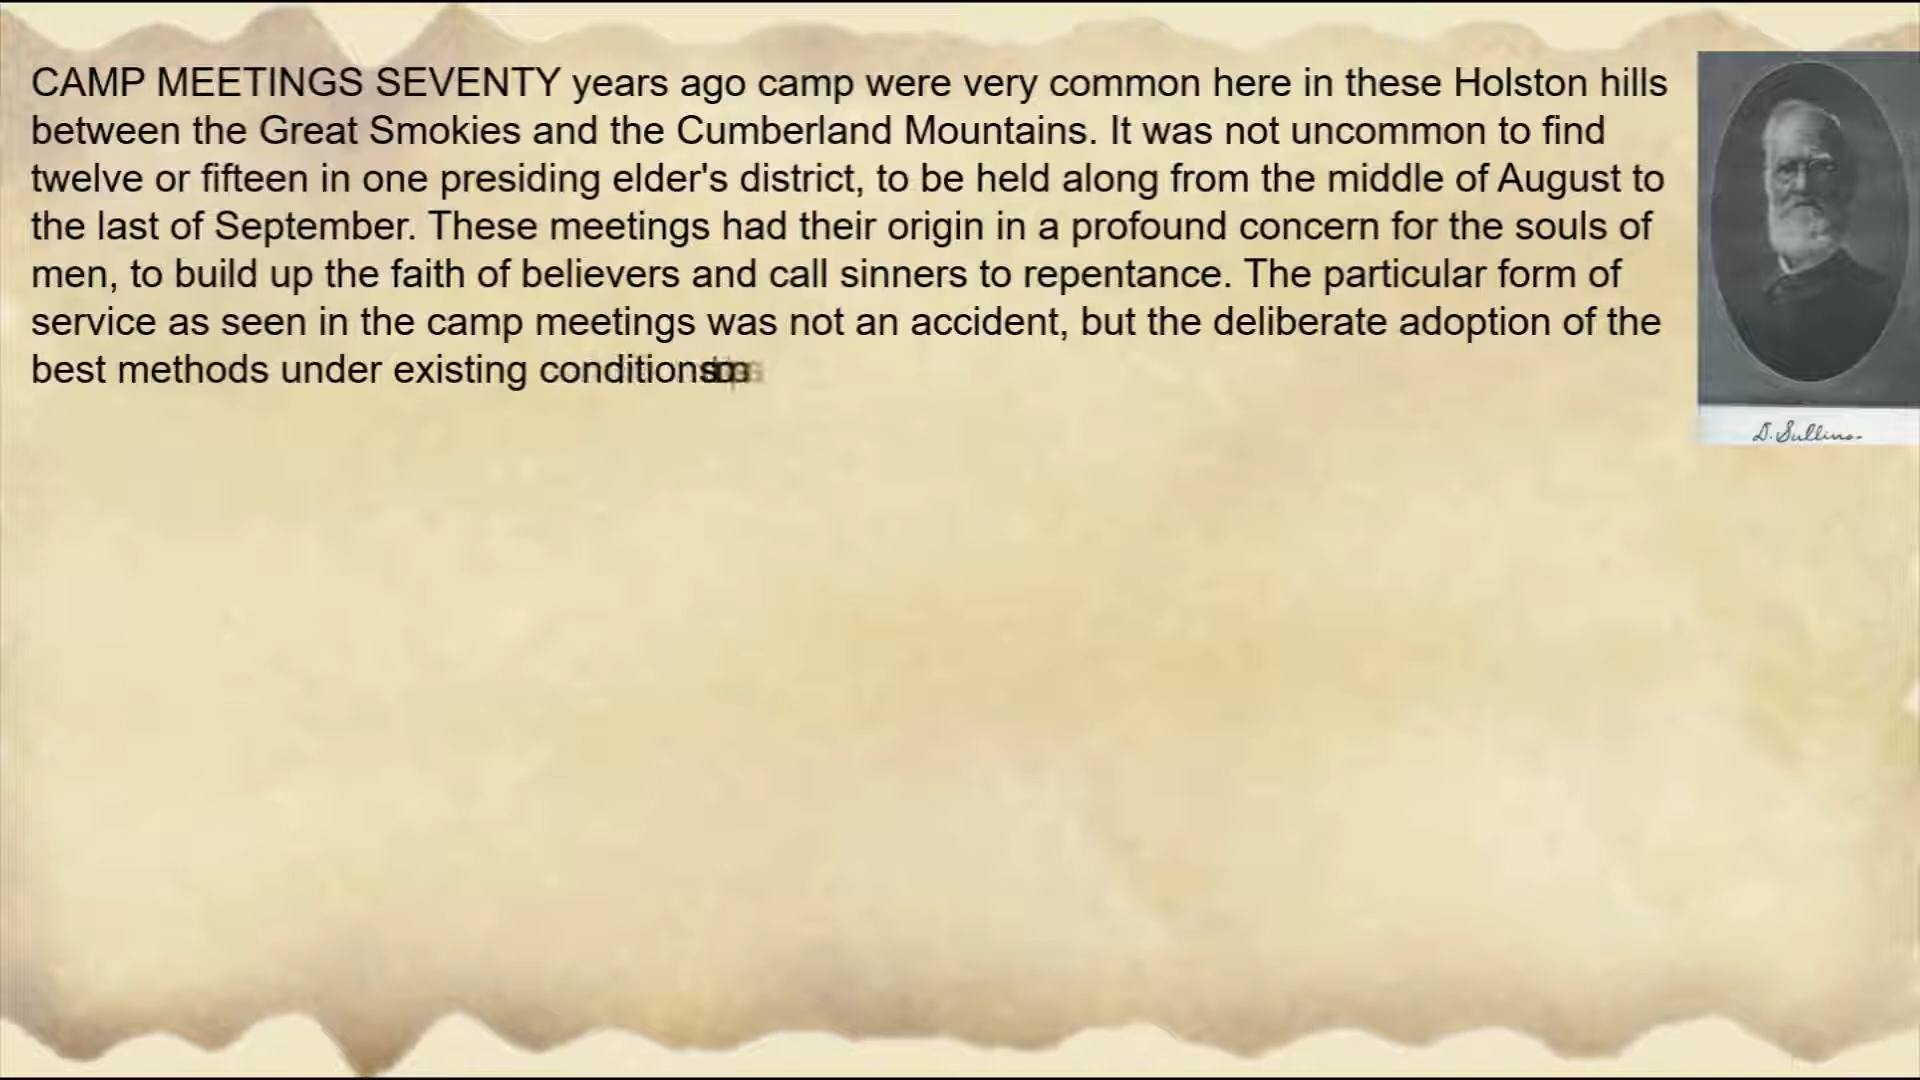 CAMP MEETINGS SEVENTY years ago camp were very common here in these Holston hills
between the Great Smokies and the Cumberland Mountains. It was not uncommon to find
twelve or fifteen in one presiding elder's district, to be held along from the middle of August to
the last of September. These meetings had their origin in a profound concern for the souls of
men, to build up the faith of believers and call sinners to repentance. The particular form of
service as seen in the camp meetings was not an accident, but the deliberate adoption of the
best methods under existing conditions
D. Sullins.